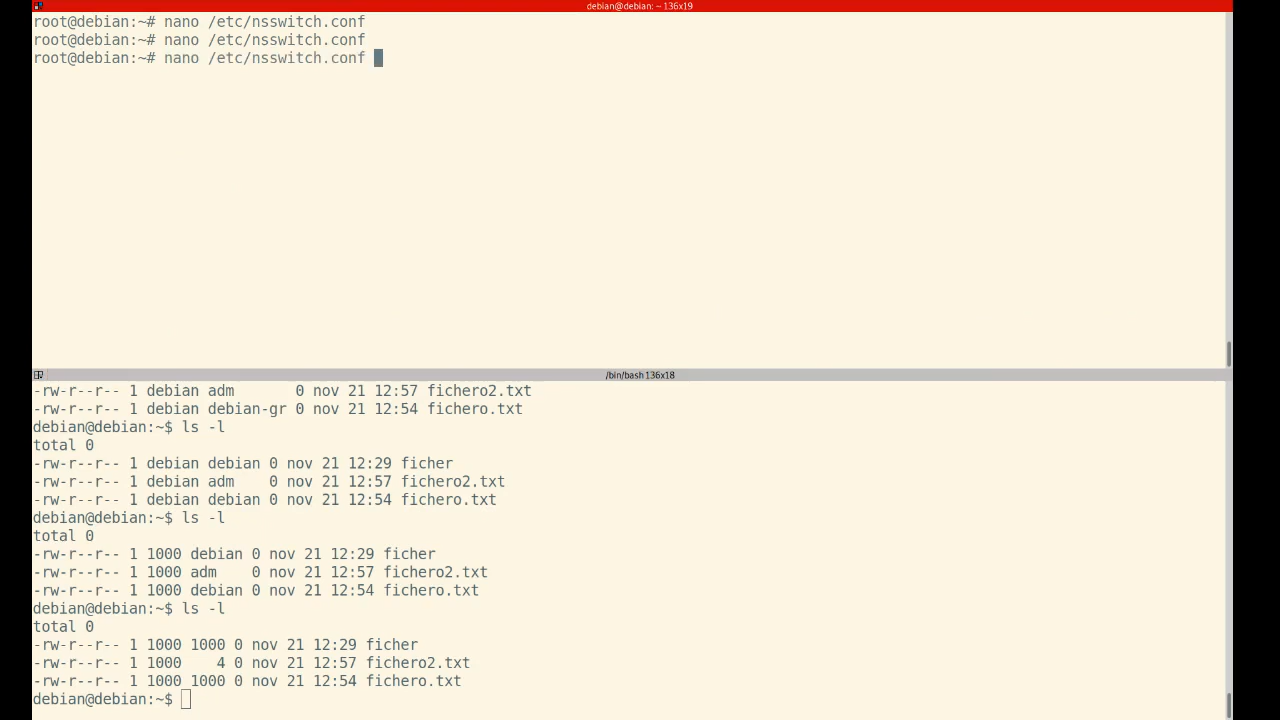 debian@debian: ~ 136x19
root@debian:~# nano /etc/nsswitch.conf
root@debian:~# nano /etc/nsswitch.conf
root@debian:~# nano /etc/nsswitch.conf
/bin/bash 136x18
-rw-r--r-- 1 debian adm       0 nov 21 12:57 fichero2.txt
-rw-r--r-- 1 debian debian-gr 0 nov 21 12:54 fichero.txt
debian@debian:~$ ls -l
total 0
-rw-r--r-- 1 debian debian 0 nov 21 12:29 ficher
-rw-r--r-- 1 debian adm    0 nov 21 12:57 fichero2.txt
-rw-r--r-- 1 debian debian 0 nov 21 12:54 fichero.txt
debian@debian:~$ ls -l
total 0
-rw-r--r-- 1 1000 debian 0 nov 21 12:29 ficher
-rw-r--r-- 1 1000 adm    0 nov 21 12:57 fichero2.txt
-rw-r--r-- 1 1000 debian 0 nov 21 12:54 fichero.txt
debian@debian:~$ ls -l
total 0
-rw-r--r-- 1 1000 1000 0 nov 21 12:29 ficher
-rw-r--r-- 1 1000    4 0 nov 21 12:57 fichero2.txt
-rw-r--r-- 1 1000 1000 0 nov 21 12:54 fichero.txt
debian@debian:~$